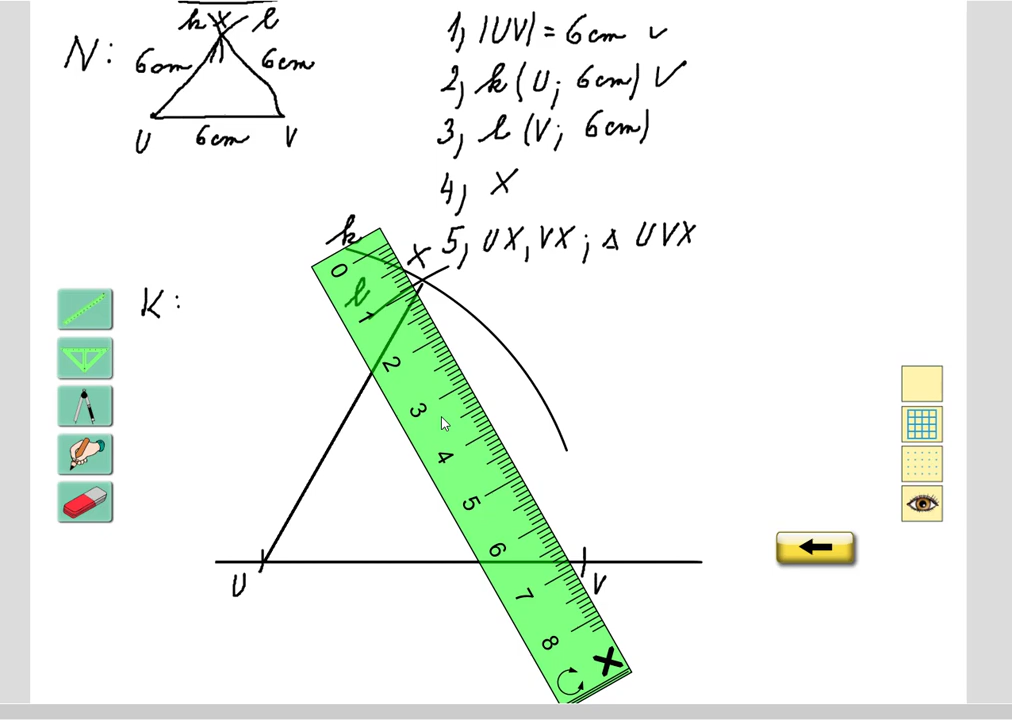 k l
N: 6cm 6cm
U 6cm V
1, |UV| = 6cm ✓
2, k (U; 6cm) ✓
3, l (V; 6cm)
4, X
5, UX, VX; △ UVX
k X
l
K:
0
2
3
4
5
6
7
8
U V